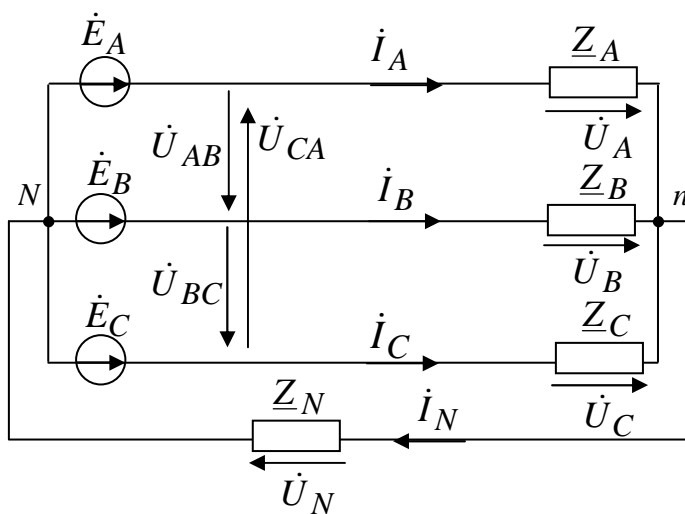 Ė_A
İ_A
Z_A
U̇_AB
U̇_CA
U̇_A
N
Ė_B
İ_B
Z_B
n
U̇_BC
U̇_B
Ė_C
İ_C
Z_C
Z_N
İ_N
U̇_C
U̇_N